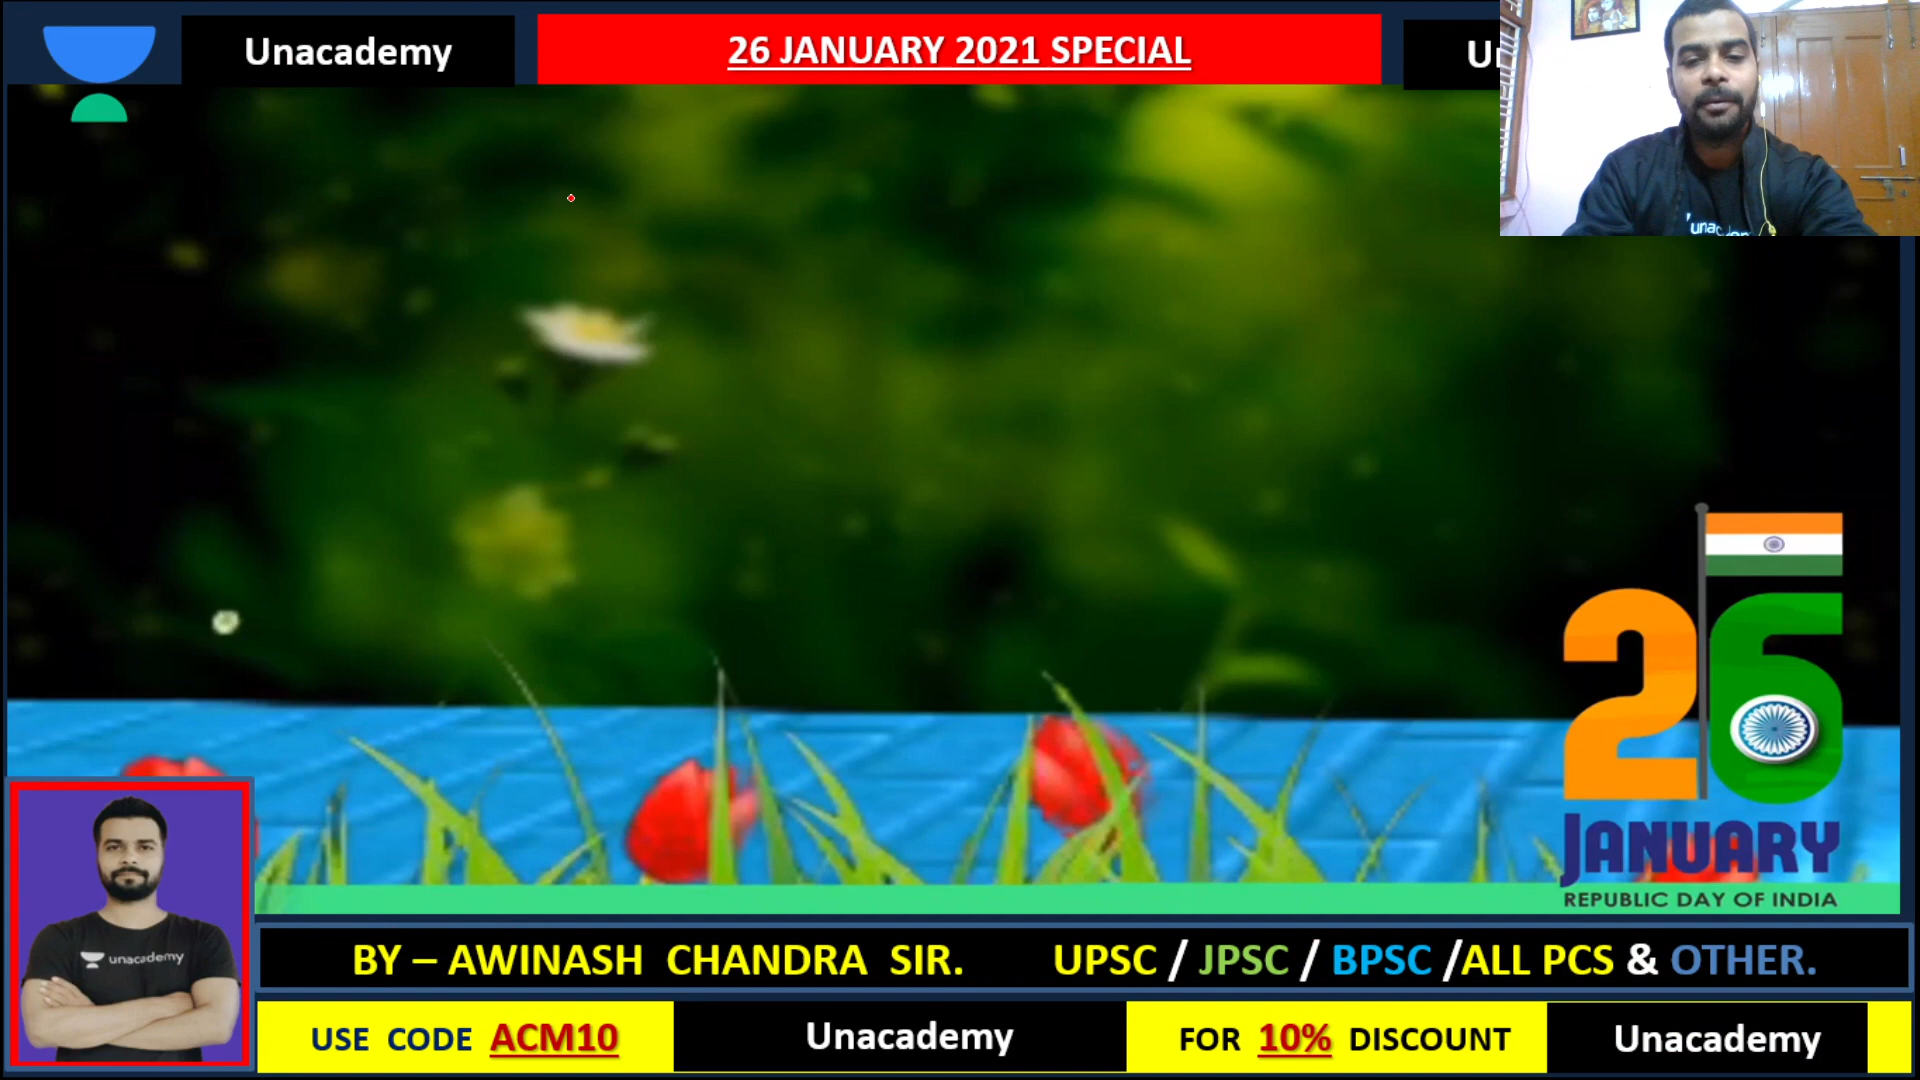 Unacademy
26 JANUARY 2021 SPECIAL
26
JANUARY
REPUBLIC DAY OF INDIA
unacademy
BY – AWINASH CHANDRA SIR. UPSC / JPSC / BPSC /ALL PCS & OTHER.
USE CODE ACM10
Unacademy
FOR 10% DISCOUNT
Unacademy